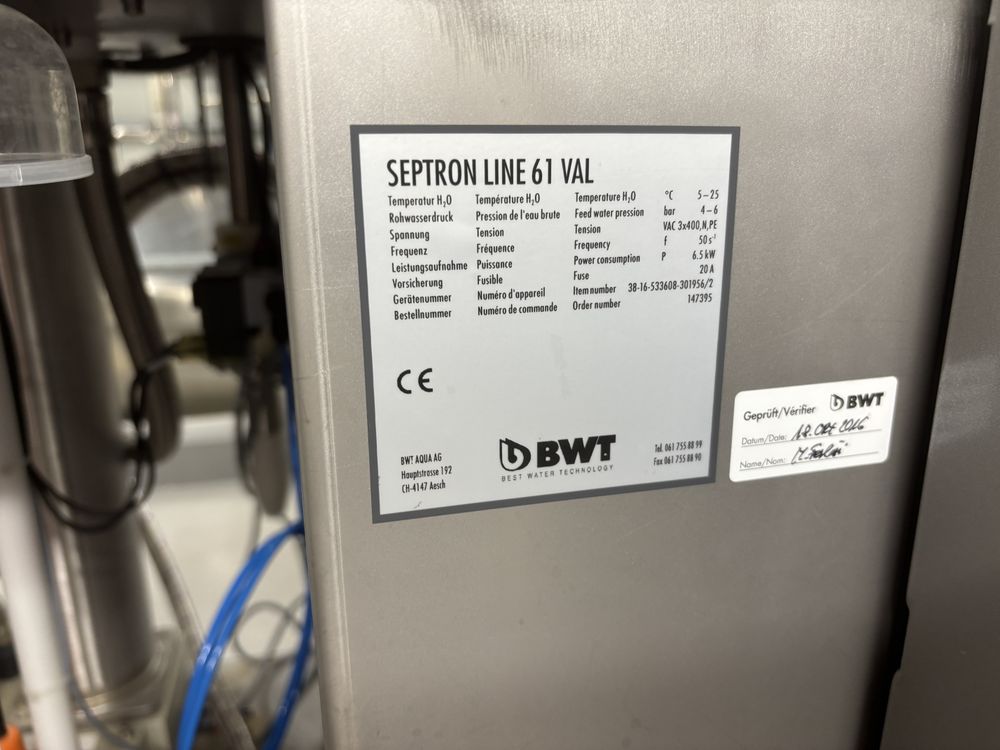 SEPTRON LINE 61 VAL
Temperatur H₂O Température H₂O Temperature H₂O °C 5–25
Rohwasserdruck Pression de l'eau brute Feed water pression bar 4–6
Spannung Tension Tension VAC 3x400,N,PE
Frequenz Fréquence Frequency f 50 s⁻¹
Leistungsaufnahme Puissance Power consumption P 6.5 kW
Vorsicherung Fusible Fuse 20 A
Gerätenummer Numéro d'appareil Item number 38-16-533608-301956/2
Bestellnummer Numéro de commande Order number 147395
CE
BWT AQUA AG
Hauptstrasse 192
CH-4147 Aesch
BWT
BEST WATER TECHNOLOGY
Tel. 061 755 88 99
Fax 061 755 88 90
Geprüft/Vérifier BWT
Datum/Date:
Name/Nom: